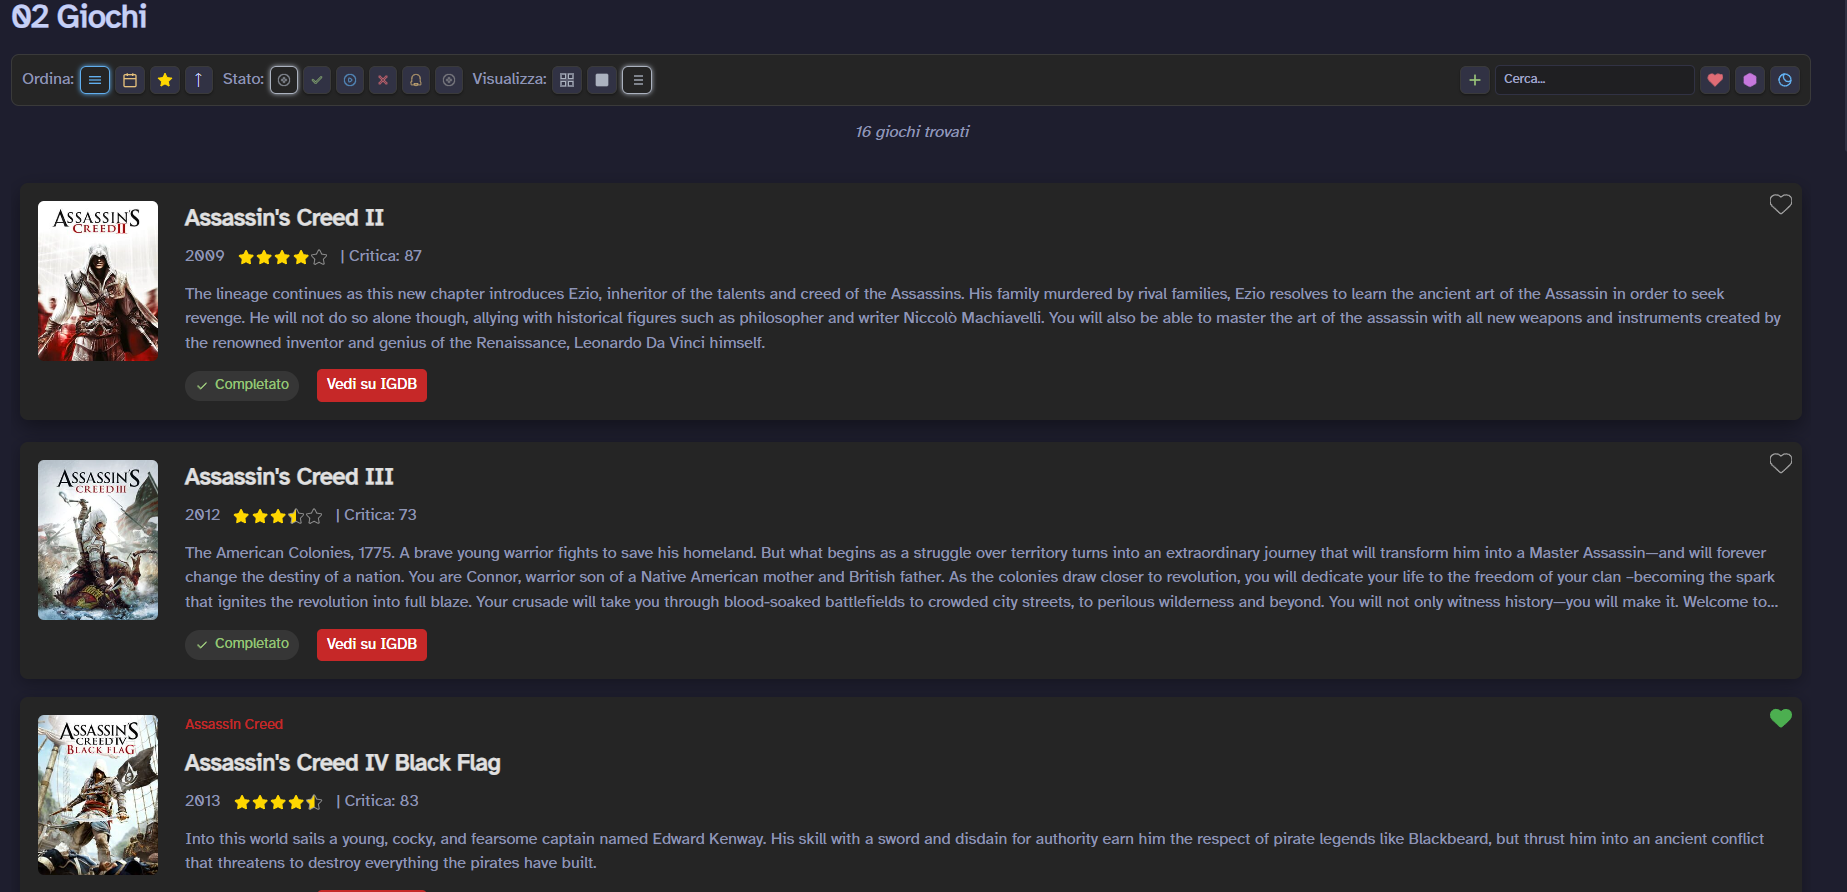 02 Giochi
Ordina: Stato: Visualizza: Cerca...
16 giochi trovati
ASSASSIN'S
CREED II
Assassin's Creed II
2009 | Critica: 87
The lineage continues as this new chapter introduces Ezio, inheritor of the talents and creed of the Assassins. His family murdered by rival families, Ezio resolves to learn the ancient art of the Assassin in order to seek
revenge. He will not do so alone though, allying with historical figures such as philosopher and writer Niccolò Machiavelli. You will also be able to master the art of the assassin with all new weapons and instruments created by
the renowned inventor and genius of the Renaissance, Leonardo Da Vinci himself.
Completato Vedi su IGDB
ASSASSIN'S
CREED III
Assassin's Creed III
2012 | Critica: 73
The American Colonies, 1775. A brave young warrior fights to save his homeland. But what begins as a struggle over territory turns into an extraordinary journey that will transform him into a Master Assassin—and will forever
change the destiny of a nation. You are Connor, warrior son of a Native American mother and British father. As the colonies draw closer to revolution, you will dedicate your life to the freedom of your clan –becoming the spark
that ignites the revolution into full blaze. Your crusade will take you through blood-soaked battlefields to crowded city streets, to perilous wilderness and beyond. You will not only witness history—you will make it. Welcome to...
Completato Vedi su IGDB
ASSASSIN'S
CREED IV
BLACK FLAG
Assassin Creed
Assassin's Creed IV Black Flag
2013 | Critica: 83
Into this world sails a young, cocky, and fearsome captain named Edward Kenway. His skill with a sword and disdain for authority earn him the respect of pirate legends like Blackbeard, but thrust him into an ancient conflict
that threatens to destroy everything the pirates have built.